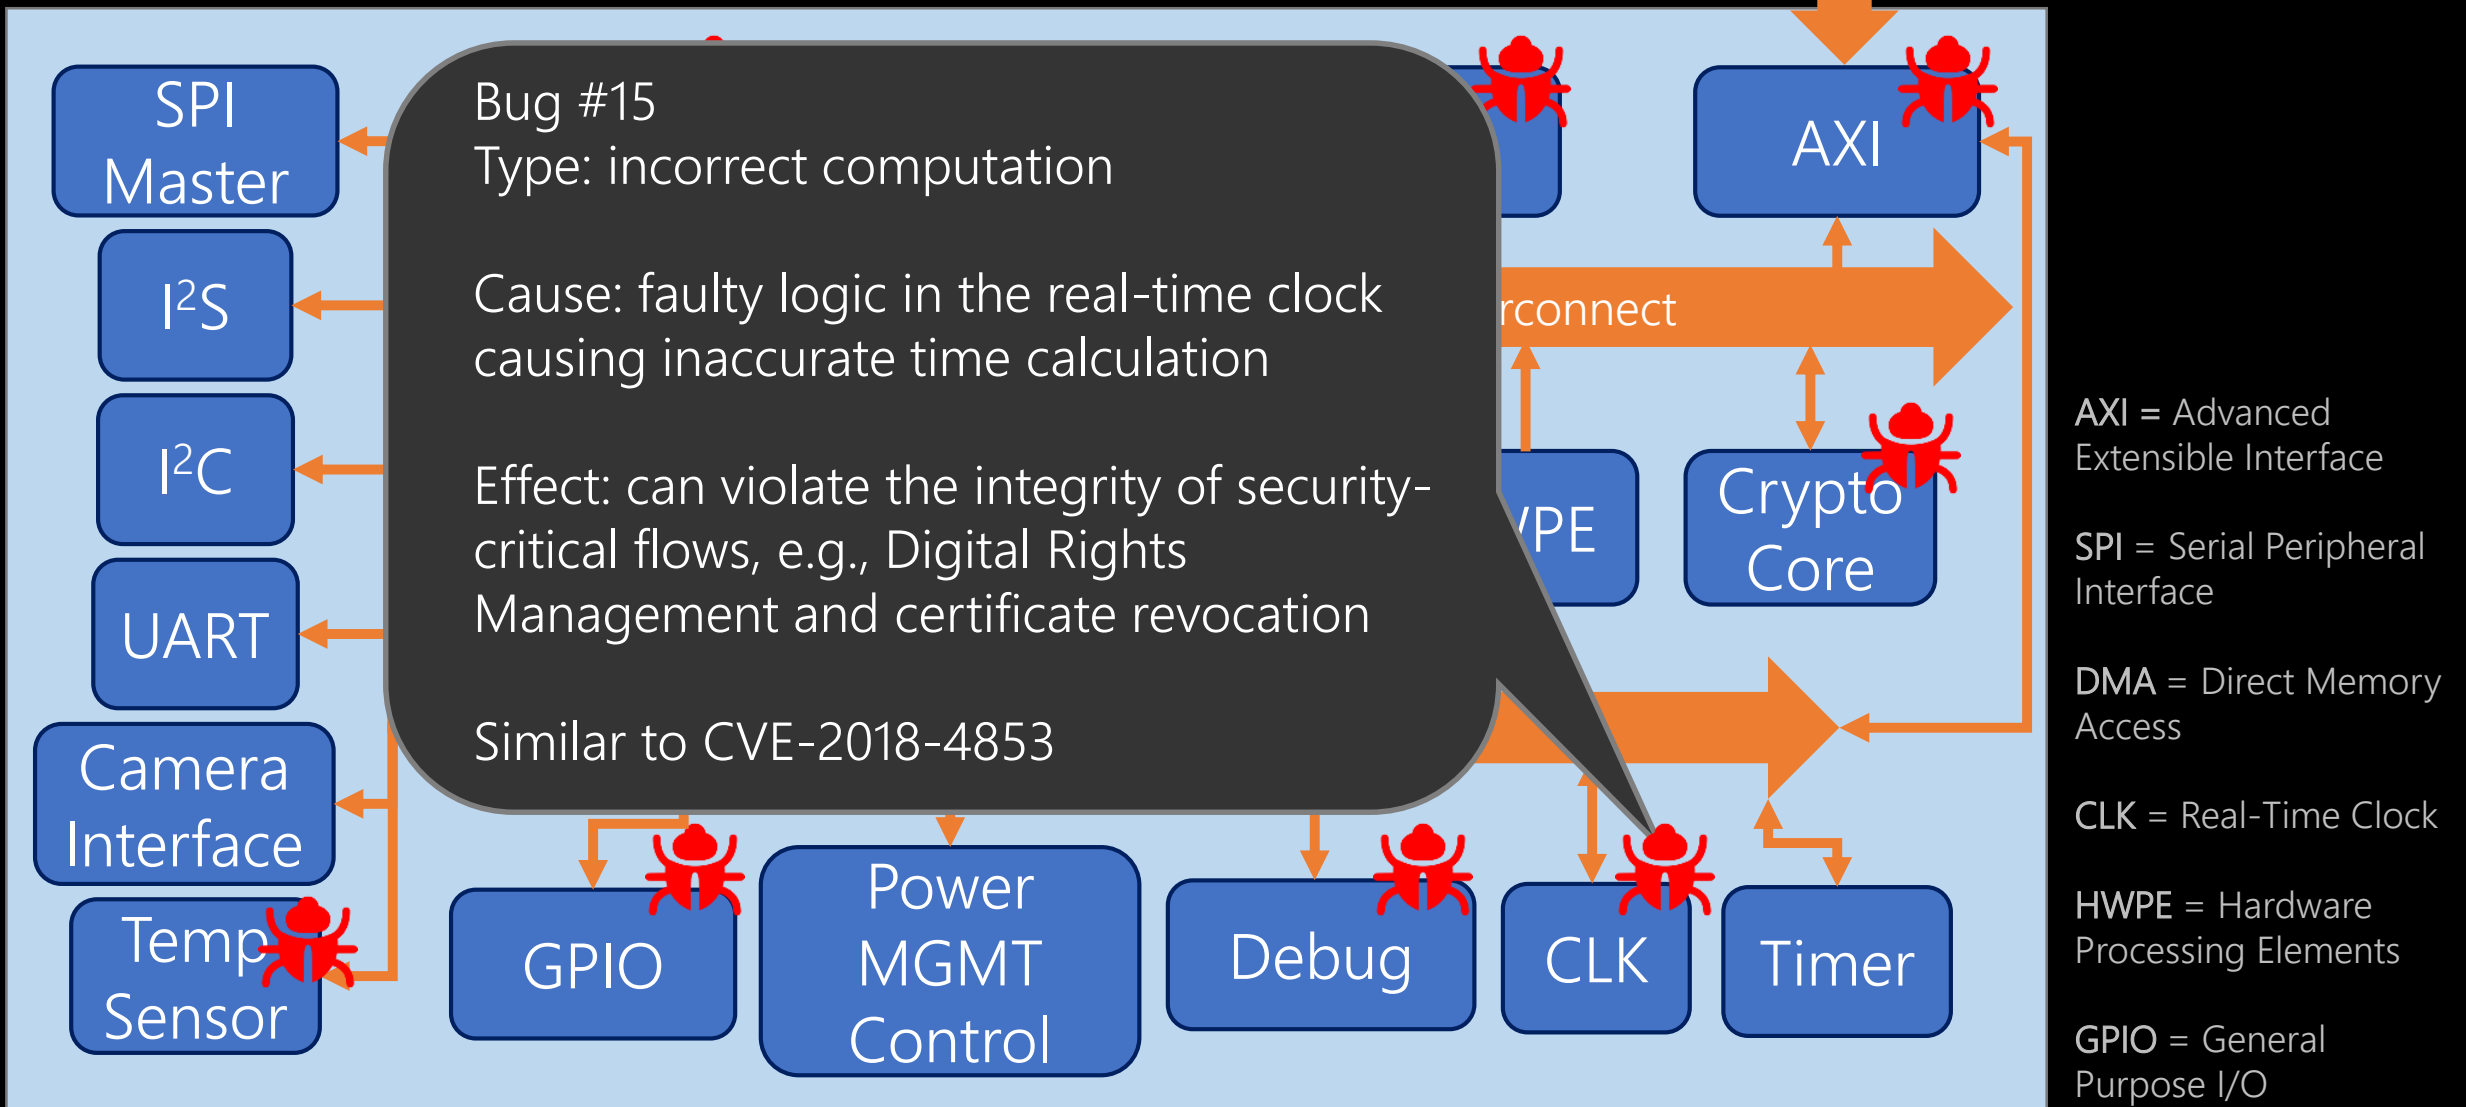 SPI
Master
I²S
I²C
UART
Camera
Interface
Temp
Sensor
Bug #15
Type: incorrect computation
Cause: faulty logic in the real-time clock
causing inaccurate time calculation
Effect: can violate the integrity of security-
critical flows, e.g., Digital Rights
Management and certificate revocation
Similar to CVE-2018-4853
AXI
rconnect
PE
Crypto
Core
GPIO
Power
MGMT
Control
Debug
CLK
Timer
AXI = Advanced
Extensible Interface
SPI = Serial Peripheral
Interface
DMA = Direct Memory
Access
CLK = Real-Time Clock
HWPE = Hardware
Processing Elements
GPIO = General
Purpose I/O